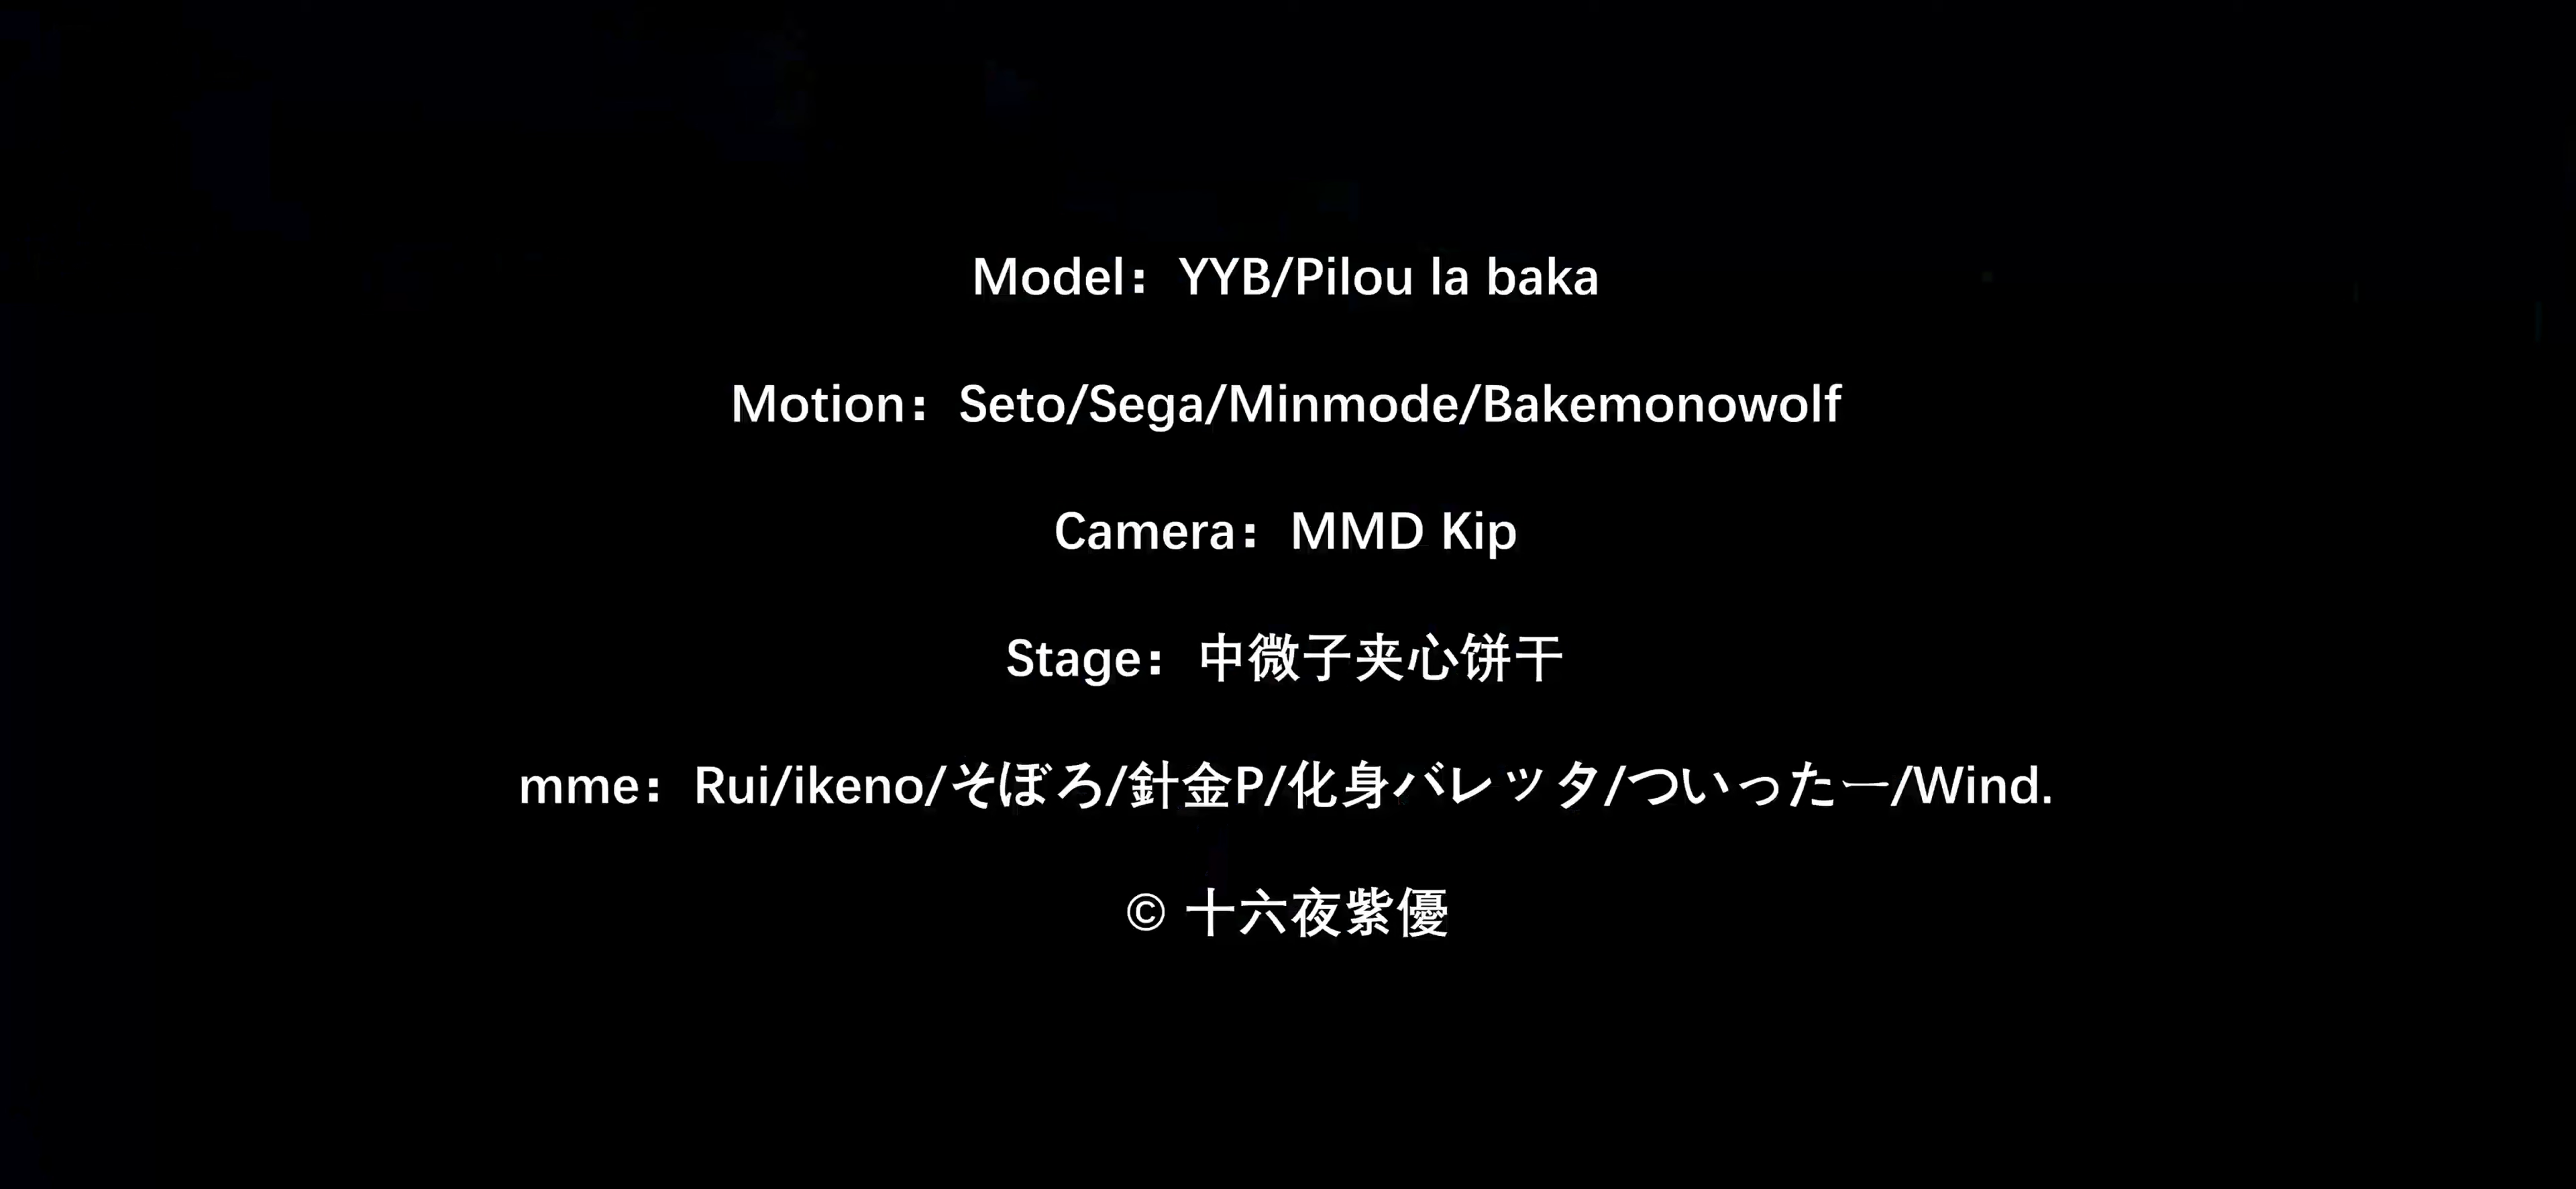 Model：YYB/Pilou la baka
Motion：Seto/Sega/Minmode/Bakemonowolf
Camera：MMD Kip
Stage：中微子夹心饼干
mme：Rui/ikeno/そぼろ/針金P/化身バレッタ/ついったー/Wind.
© 十六夜紫優